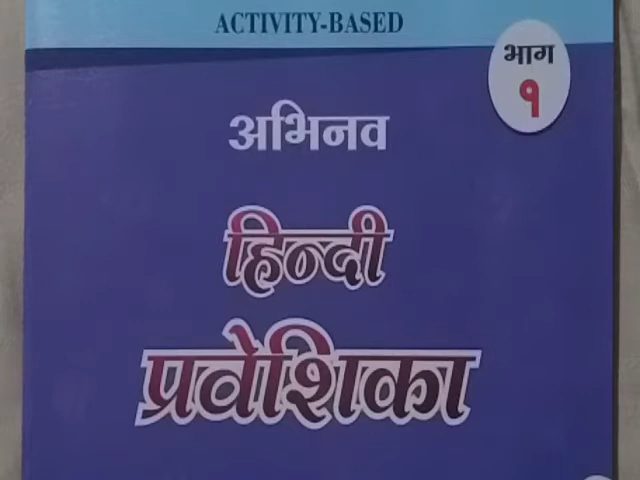 ACTIVITY-BASED
भाग
१
अभिनव
हिन्दी
प्रवेशिका